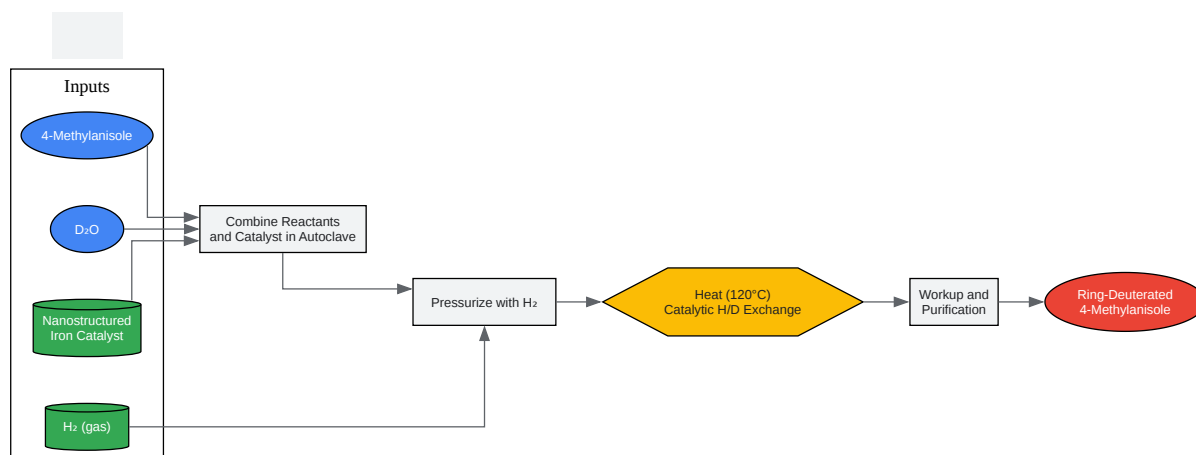 Inputs
4-Methylanisole
D₂O
Nanostructured
Iron Catalyst
H₂ (gas)
Combine Reactants
and Catalyst in Autoclave
Pressurize with H₂
Heat (120°C)
Catalytic H/D Exchange
Workup and
Purification
Ring-Deuterated
4-Methylanisole